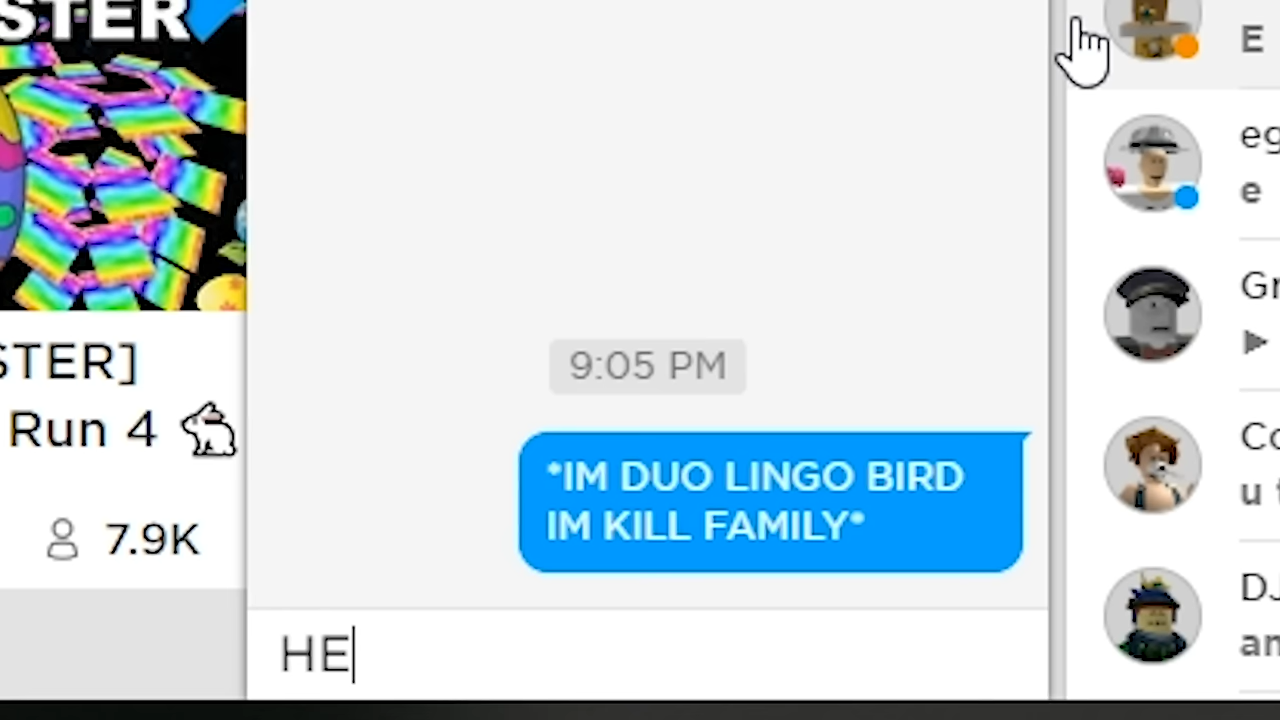 STER
STER]
Run 4
7.9K
9:05 PM
*IM DUO LINGO BIRD
IM KILL FAMILY*
HE
E
eg
e
Gr
Co
u
DJ
an